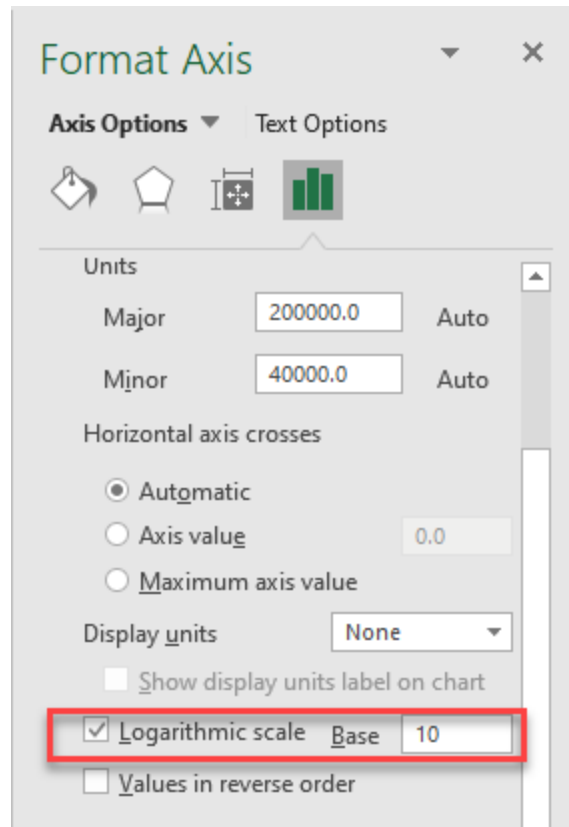 Format Axis
Axis Options Text Options
Units
Major 200000.0 Auto
Minor 40000.0 Auto
Horizontal axis crosses
Automatic
Axis value 0.0
Maximum axis value
Display units None
Show display units label on chart
Logarithmic scale Base 10
Values in reverse order